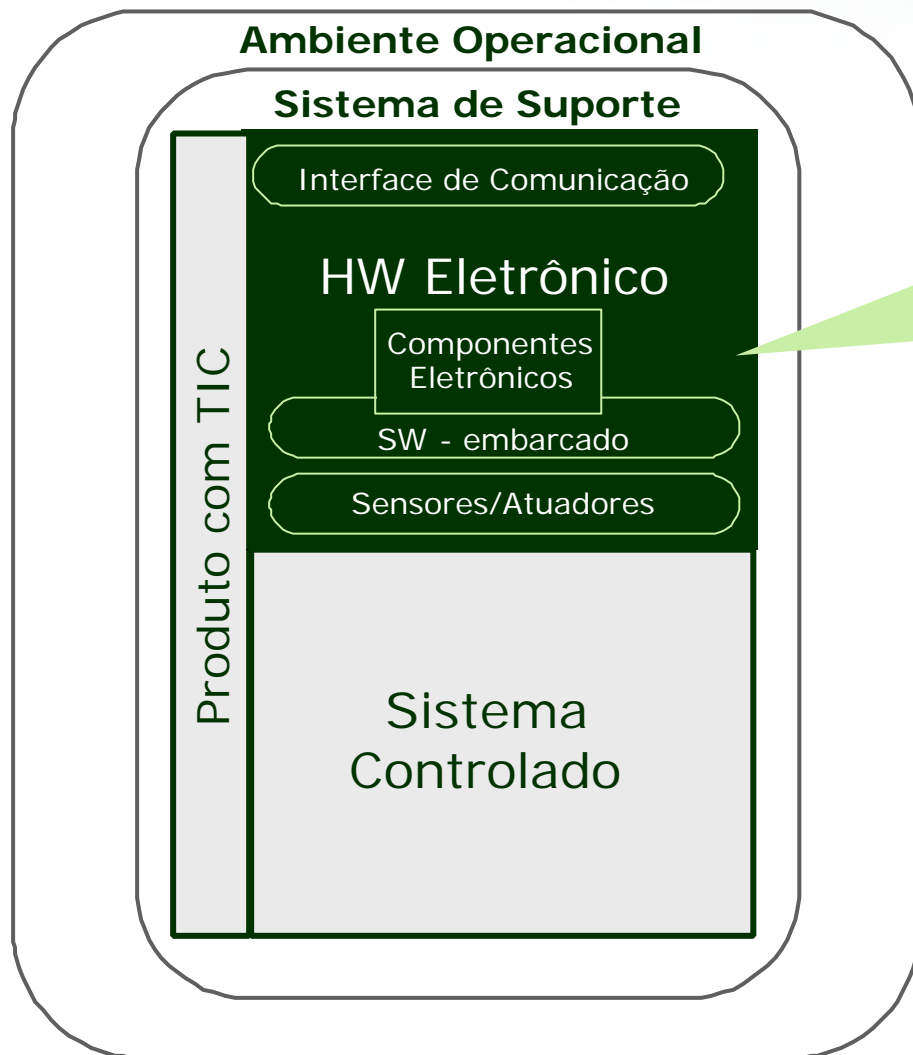 Ambiente Operacional
Sistema de Suporte
Interface de Comunicação
HW Eletrônico
Componentes
Eletrônicos
SW - embarcado
Sensores/Atuadores
Produto com TIC
Sistema
Controlado